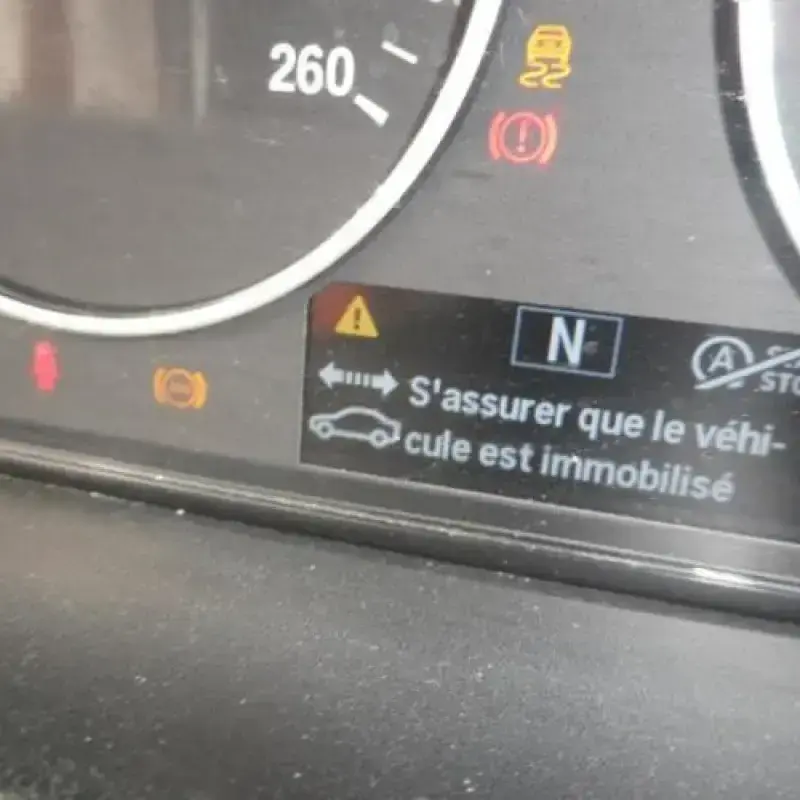 260
N
A
S'assurer que le véhi-
cule est immobilisé